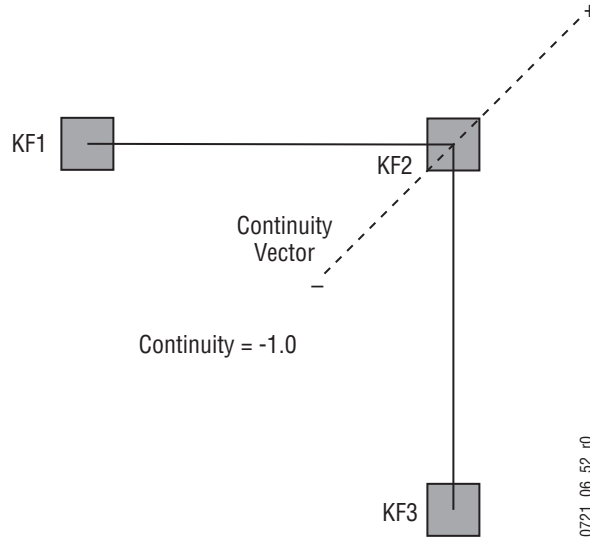 +
KF1
KF2
Continuity
Vector
–
Continuity = -1.0
KF3
0721_06_52_r0